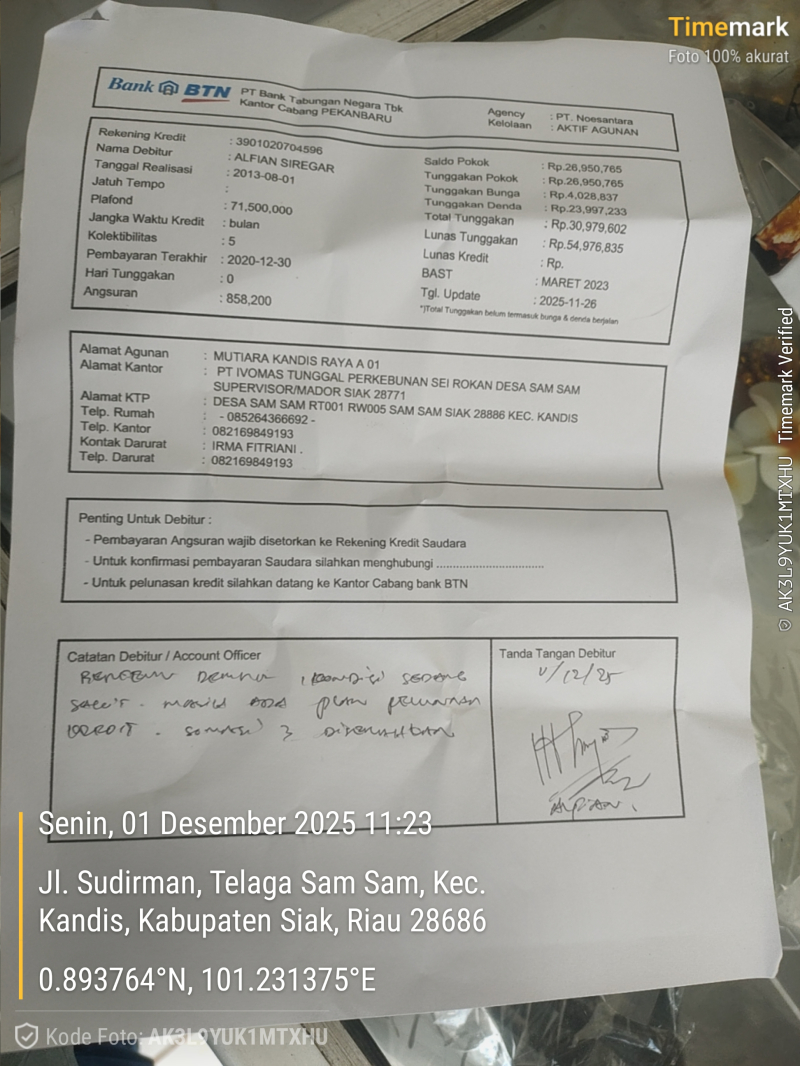 Timemark
Foto 100% akurat
Bank BTN PT Bank Tabungan Negara Tbk
Kantor Cabang PEKANBARU
Agency : PT. Noesantara
Kelolaan : AKTIF AGUNAN
Rekening Kredit : 3901020704596
Nama Debitur : ALFIAN SIREGAR
Tanggal Realisasi : 2013-08-01
Jatuh Tempo :
Plafond : 71,500,000
Jangka Waktu Kredit : bulan
Kolektibilitas : 5
Pembayaran Terakhir : 2020-12-30
Hari Tunggakan : 0
Angsuran : 858,200
Saldo Pokok : Rp.26,950,765
Tunggakan Pokok : Rp.26,950,765
Tunggakan Bunga : Rp.4,028,837
Tunggakan Denda : Rp.23,997,233
Total Tunggakan : Rp.30,979,602
Lunas Tunggakan : Rp.54,976,835
Lunas Kredit : Rp.
BAST : MARET 2023
Tgl. Update : 2025-11-26
*)Total Tunggakan belum termasuk bunga & denda berjalan
Alamat Agunan : MUTIARA KANDIS RAYA A 01
Alamat Kantor : PT IVOMAS TUNGGAL PERKEBUNAN SEI ROKAN DESA SAM SAM
SUPERVISOR/MADOR SIAK 28771
Alamat KTP : DESA SAM SAM RT001 RW005 SAM SAM SIAK 28886 KEC. KANDIS
Telp. Rumah : - 085264366692 -
Telp. Kantor : 082169849193
Kontak Darurat : IRMA FITRIANI .
Telp. Darurat : 082169849193
Penting Untuk Debitur :
- Pembayaran Angsuran wajib disetorkan ke Rekening Kredit Saudara
- Untuk konfirmasi pembayaran Saudara silahkan menghubungi ..................................
- Untuk pelunasan kredit silahkan datang ke Kantor Cabang bank BTN
Catatan Debitur / Account Officer
KONDISI SEDANG
SAKIT. MASIH ADA PLAN PELUNASAN
KREDIT. SOMASI 3 DISERAHKAN
Tanda Tangan Debitur
1/12/25
ALFIAN.
Senin, 01 Desember 2025 11:23
Jl. Sudirman, Telaga Sam Sam, Kec.
Kandis, Kabupaten Siak, Riau 28686
0.893764°N, 101.231375°E
Kode Foto: AK3L9YUK1MTXHU
AK3L9YUK1MTXHU Timemark Verified